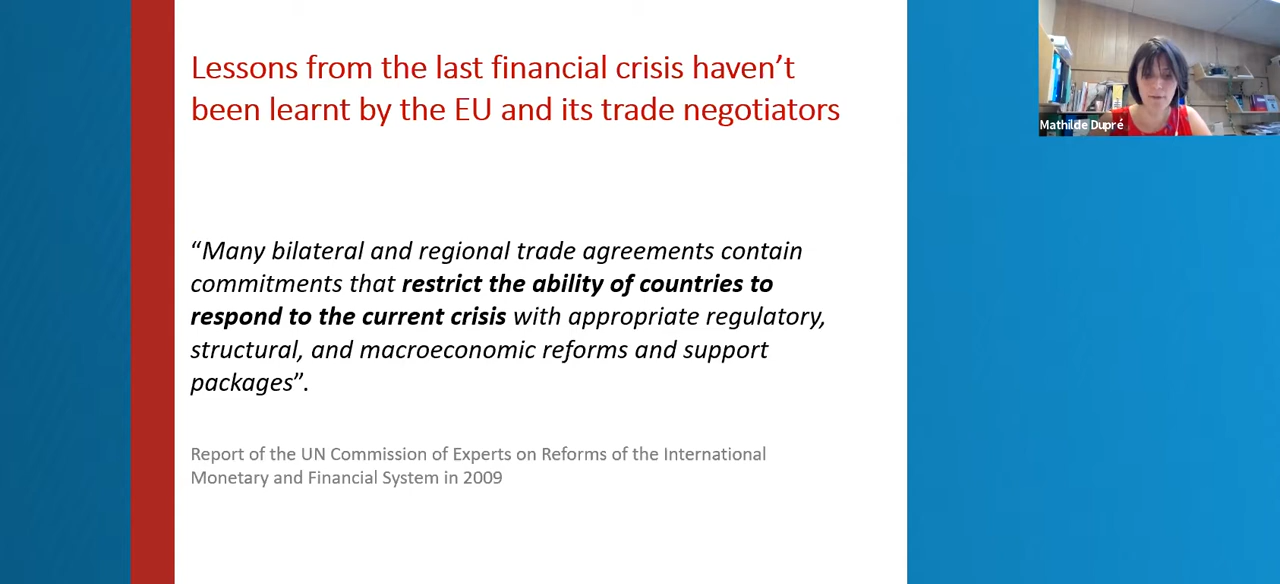 Lessons from the last financial crisis haven’t
been learnt by the EU and its trade negotiators
Mathilde Dupré
“Many bilateral and regional trade agreements contain
commitments that restrict the ability of countries to
respond to the current crisis with appropriate regulatory,
structural, and macroeconomic reforms and support
packages”.
Report of the UN Commission of Experts on Reforms of the International
Monetary and Financial System in 2009